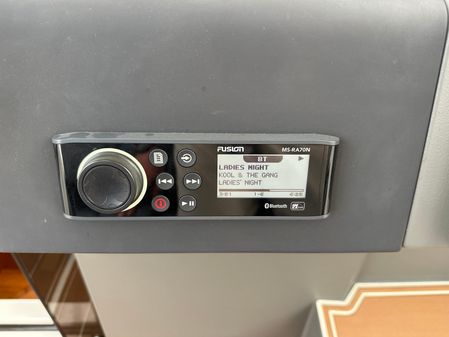 FUSION MS-RA70N
BT
LADIES NIGHT
KOOL & THE GANG
LADIES' NIGHT
Bluetooth